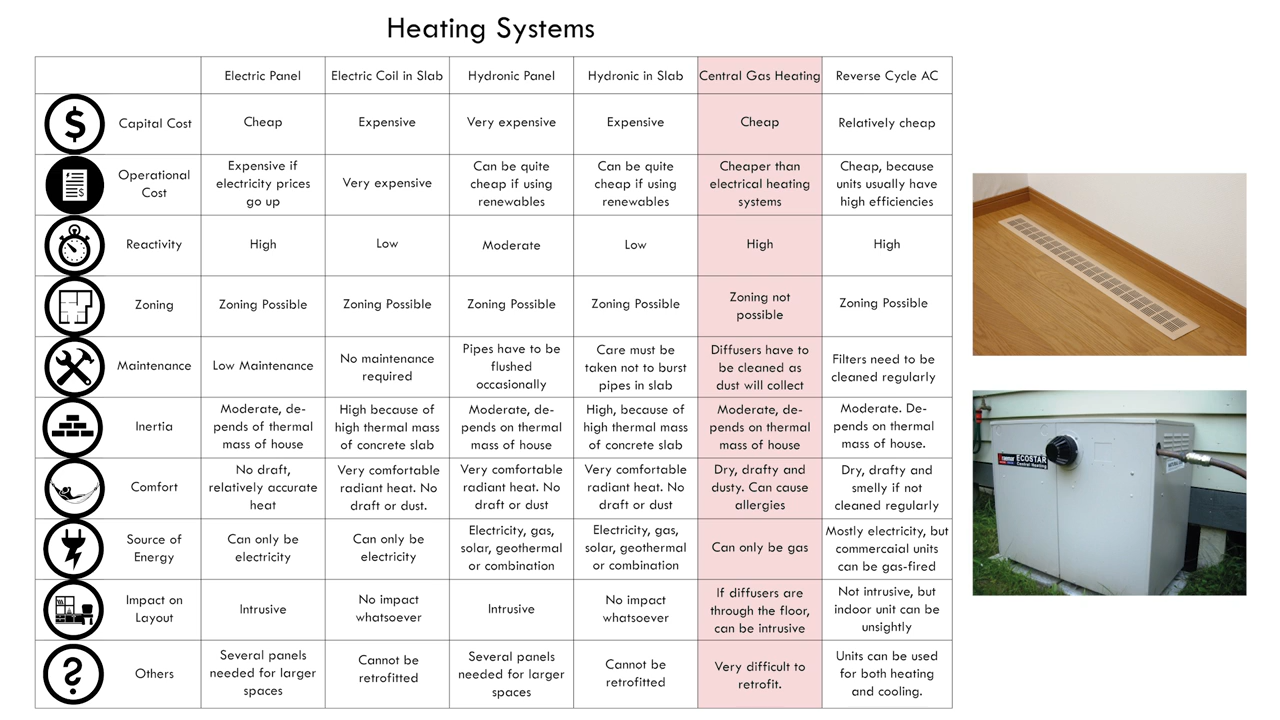 Heating Systems
Electric Panel
Electric Coil in Slab
Hydronic Panel
Hydronic in Slab
Central Gas Heating
Reverse Cycle AC
Capital Cost
Cheap
Expensive
Very expensive
Expensive
Cheap
Relatively cheap
Operational
Cost
Expensive if
electricity prices
go up
Very expensive
Can be quite
cheap if using
renewables
Can be quite
cheap if using
renewables
Cheaper than
electrical heating
systems
Cheap, because
units usually have
high efficiencies
Reactivity
High
Low
Moderate
Low
High
High
Zoning
Zoning Possible
Zoning Possible
Zoning Possible
Zoning Possible
Zoning not
possible
Zoning Possible
Maintenance
Low Maintenance
No maintenance
required
Pipes have to be
flushed
occasionally
Care must be
taken not to burst
pipes in slab
Diffusers have to
be cleaned as
dust will collect
Filters need to be
cleaned regularly
Inertia
Moderate, de-
pends of thermal
mass of house
High because of
high thermal mass
of concrete slab
Moderate, de-
pends on thermal
mass of house
High, because of
high thermal mass
of concrete slab
Moderate, de-
pends on thermal
mass of house
Moderate. De-
pends on thermal
mass of house.
Comfort
No draft,
relatively accurate
heat
Very comfortable
radiant heat. No
draft or dust.
Very comfortable
radiant heat. No
draft or dust
Very comfortable
radiant heat. No
draft or dust
Dry, drafty and
dusty. Can cause
allergies
Dry, drafty and
smelly if not
cleaned regularly
Source of
Energy
Can only be
electricity
Can only be
electricity
Electricity, gas,
solar, geothermal
or combination
Electricity, gas,
solar, geothermal
or combination
Can only be gas
Mostly electricity, but
commercaial units
can be gas-fired
Impact on
Layout
Intrusive
No impact
whatsoever
Intrusive
No impact
whatsoever
If diffusers are
through the floor,
can be intrusive
Not intrusive, but
indoor unit can be
unsightly
Others
Several panels
needed for larger
spaces
Cannot be
retrofitted
Several panels
needed for larger
spaces
Cannot be
retrofitted
Very difficult to
retrofit.
Units can be used
for both heating
and cooling.
ECOSTAR
Central Heating